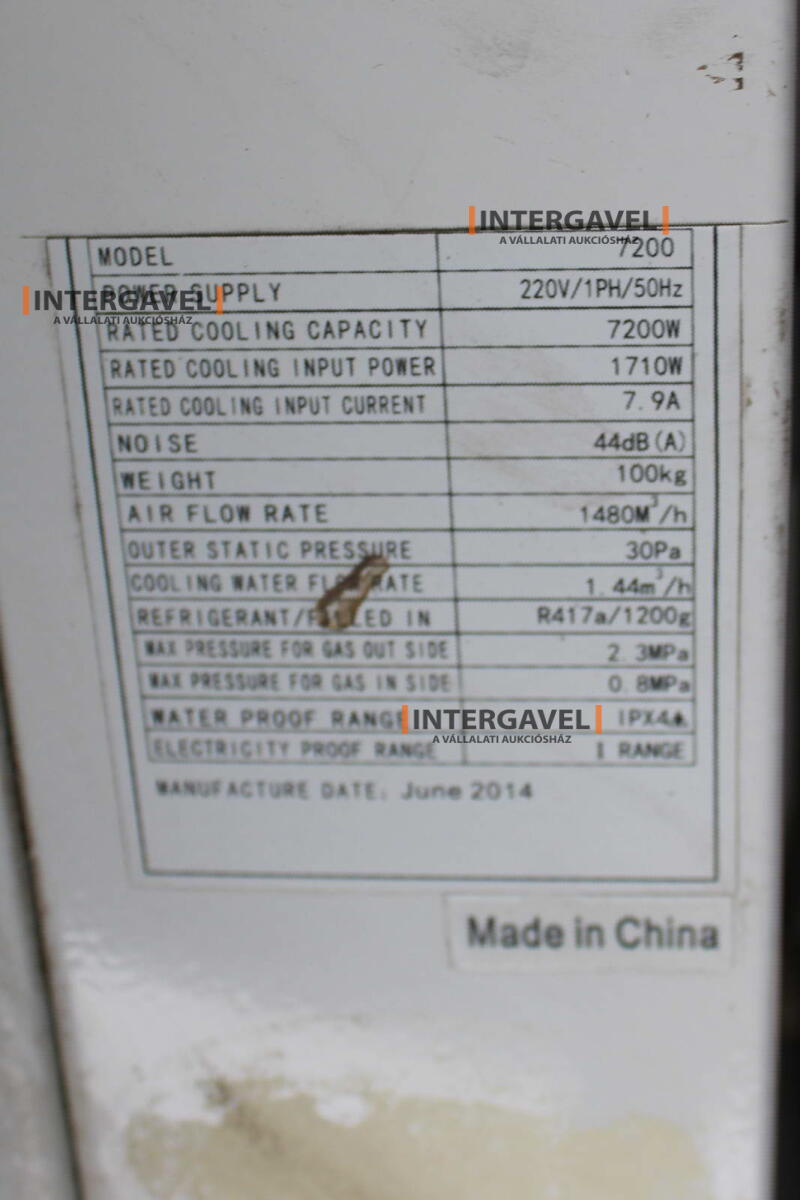 INTERGAVEL
A VÁLLALATI AUKCIÓSHÁZ
MODEL 7200
POWER SUPPLY 220V/1PH/50Hz
INTERGAVEL
A VÁLLALATI AUKCIÓSHÁZ
RATED COOLING CAPACITY 7200W
RATED COOLING INPUT POWER 1710W
RATED COOLING INPUT CURRENT 7.9A
NOISE 44dB(A)
WEIGHT 100kg
AIR FLOW RATE 1480M³/h
OUTER STATIC PRESSURE 30Pa
COOLING WATER FLOW RATE 1.44m³/h
REFRIGERANT/FILLED IN R417a/1200g
MAX PRESSURE FOR GAS OUT SIDE 2.3MPa
MAX PRESSURE FOR GAS IN SIDE 0.8MPa
WATER PROOF RANGE IPX4
INTERGAVEL
A VÁLLALATI AUKCIÓSHÁZ
ELECTRICITY PROOF RANGE I RANGE
MANUFACTURE DATE: June 2014
Made in China